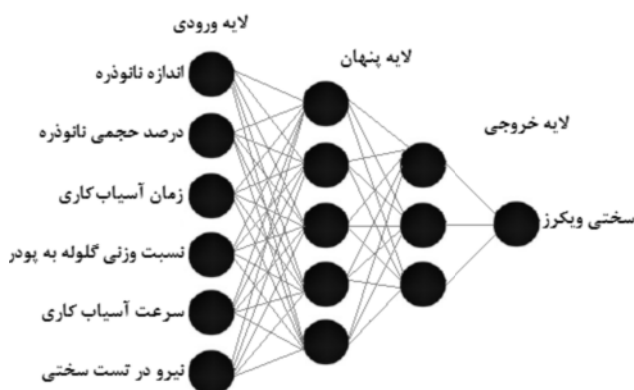 لایه ورودی
لایه پنهان
لایه خروجی
اندازه نانوذره
درصد حجمی نانوذره
زمان آسیاب کاری
نسبت وزنی گلوله به پودر
سرعت آسیاب کاری
نیرو در تست سختی
سختی ویکرز